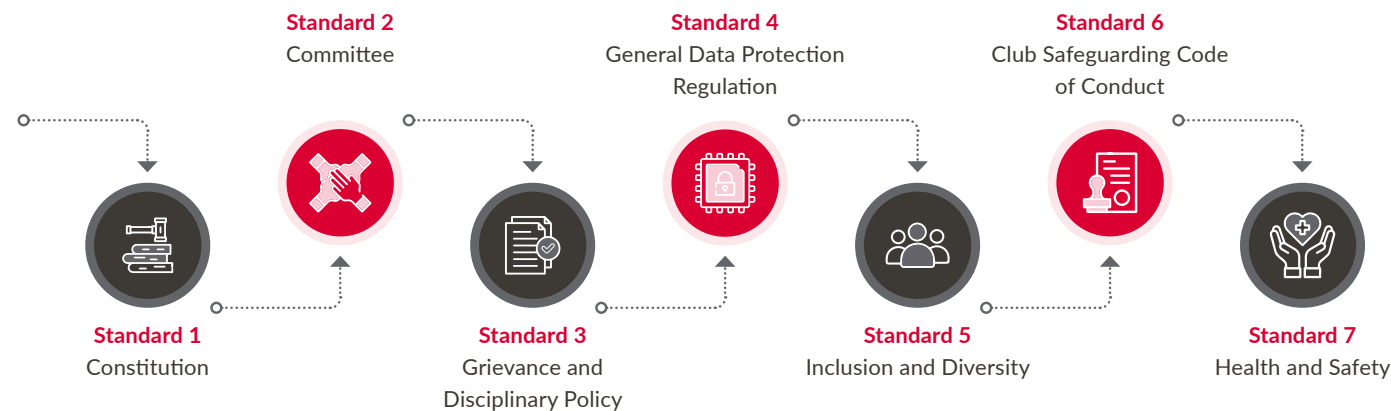 Standard 1
Constitution
Standard 2
Committee
Standard 3
Grievance and
Disciplinary Policy
Standard 4
General Data Protection
Regulation
Standard 5
Inclusion and Diversity
Standard 6
Club Safeguarding Code
of Conduct
Standard 7
Health and Safety